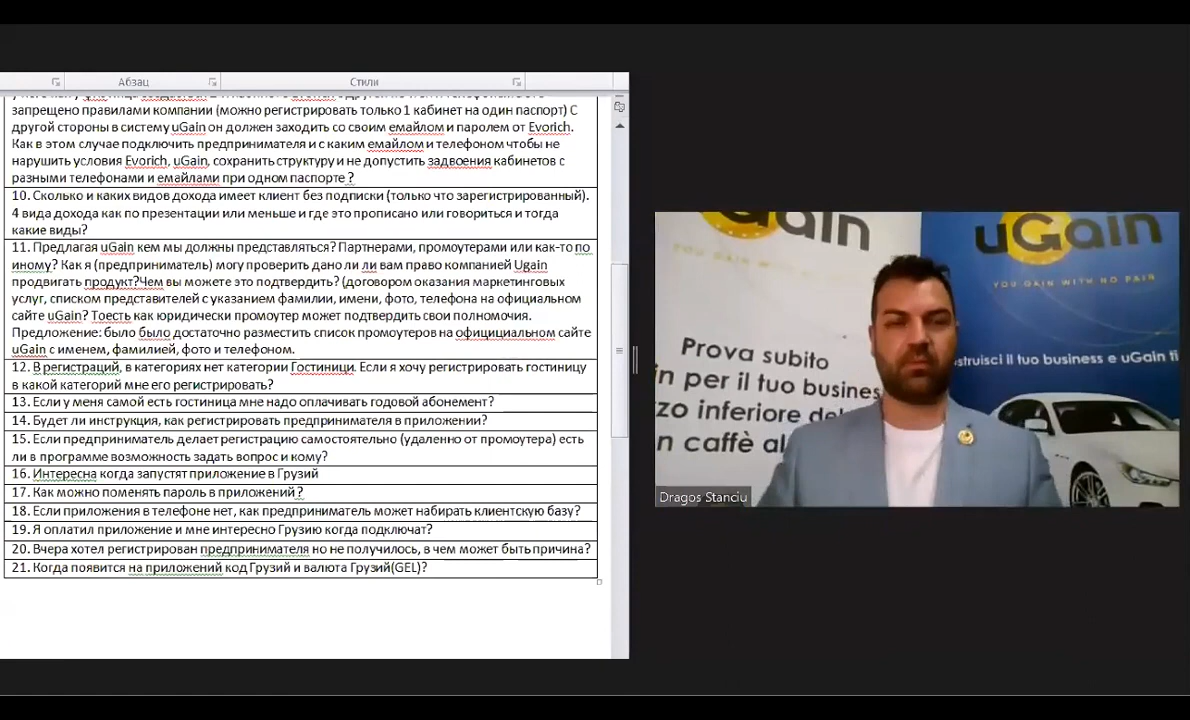 Абзац
Стили
запрещено правилами компании (можно регистрировать только 1 кабинет на один паспорт) С
другой стороны в систему uGain он должен заходить со своим емайлом и паролем от Evorich.
Как в этом случае подключить предпринимателя и с каким емайлом и телефоном чтобы не
нарушить условия Evorich, uGain, сохранить структуру и не допустить задвоения кабинетов с
разными телефонами и емайлами при одном паспорте ?
10. Сколько и каких видов дохода имеет клиент без подписки (только что зарегистрированный).
4 вида дохода как по презентации или меньше и где это прописано или говориться и тогда
какие виды?
11. Предлагая uGain кем мы должны представляться? Партнерами, промоутерами или как-то по
иному? Как я (предприниматель) могу проверить дано ли ли вам право компанией Ugain
продвигать продукт?Чем вы можете это подтвердить? (договором оказания маркетинговых
услуг, списком представителей с указанием фамилии, имени, фото, телефона на официальном
сайте uGain? Тоесть как юридически промоутер может подтвердить свои полномочия.
Предложение: было было достаточно разместить список промоутеров на официциальном сайте
uGain с именем, фамилией, фото и телефоном.
12. В регистраций, в категориях нет категории Гостиници. Если я хочу регистрировать гостиницу
в какой категорий мне его регистрировать?
13. Если у меня самой есть гостиница мне надо оплачивать годовой абонемент?
14. Будет ли инструкция, как регистрировать предпринимателя в приложении?
15. Если предприниматель делает регистрацию самостоятельно (удаленно от промоутера) есть
ли в программе возможность задать вопрос и кому?
16. Интересна когда запустят приложение в Грузий
17. Как можно поменять пароль в приложений?
18. Если приложения в телефоне нет, как предприниматель может набирать клиентскую базу?
19. Я оплатил приложение и мне интересно Грузию когда подключат?
20. Вчера хотел регистрирован предпринимателя но не получилось, в чем может быть причина?
21. Когда появится на приложений код Грузий и валюта Грузий(GEL)?
uGain
YOU GAIN WITH NO PAIN
Prova subito
n per il tuo busines
zo inferiore de
n caffè al
struisci il tuo business e uGain ti
Dragos Stanciu